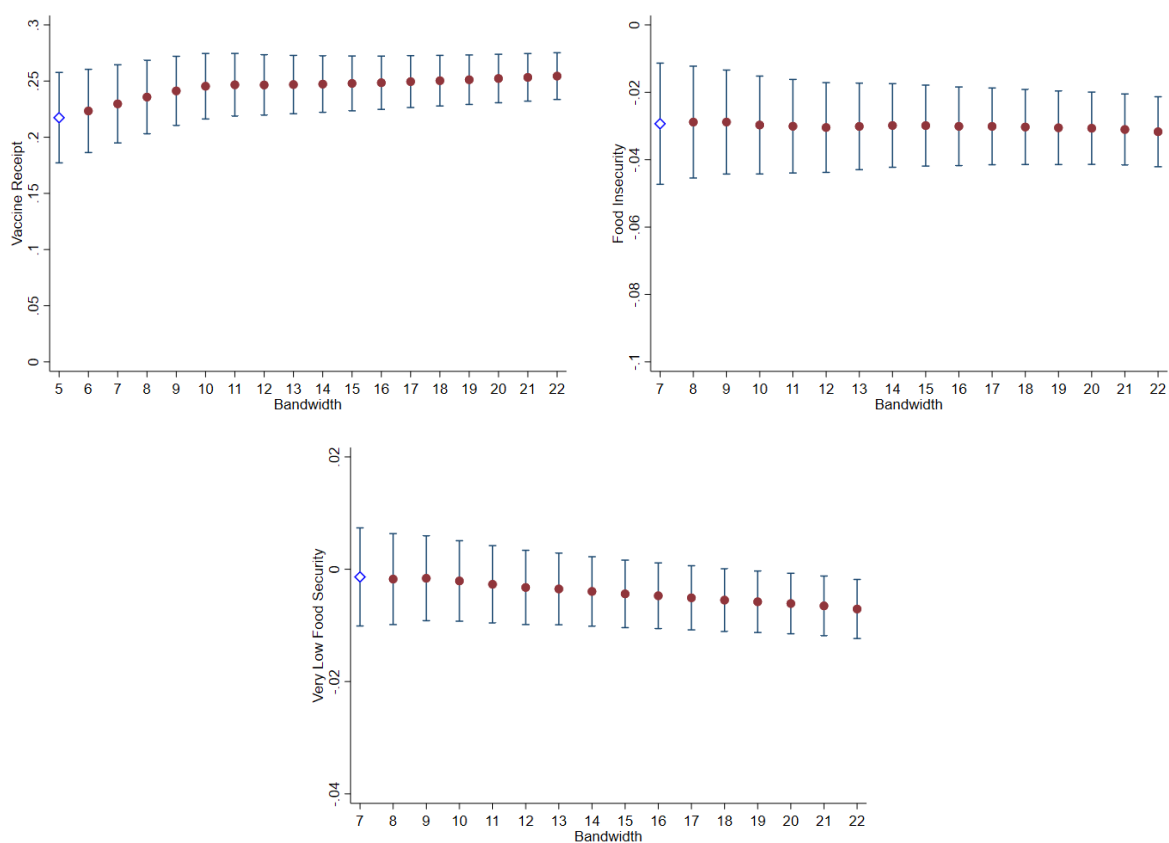 Vaccine Receipt
.3
.25
.2
.15
.1
.05
0
5 6 7 8 9 10 11 12 13 14 15 16 17 18 19 20 21 22
Bandwidth
Food Insecurity
0
-.02
-.04
-.06
-.08
-.1
7 8 9 10 11 12 13 14 15 16 17 18 19 20 21 22
Bandwidth
Very Low Food Security
.02
0
-.02
-.04
7 8 9 10 11 12 13 14 15 16 17 18 19 20 21 22
Bandwidth